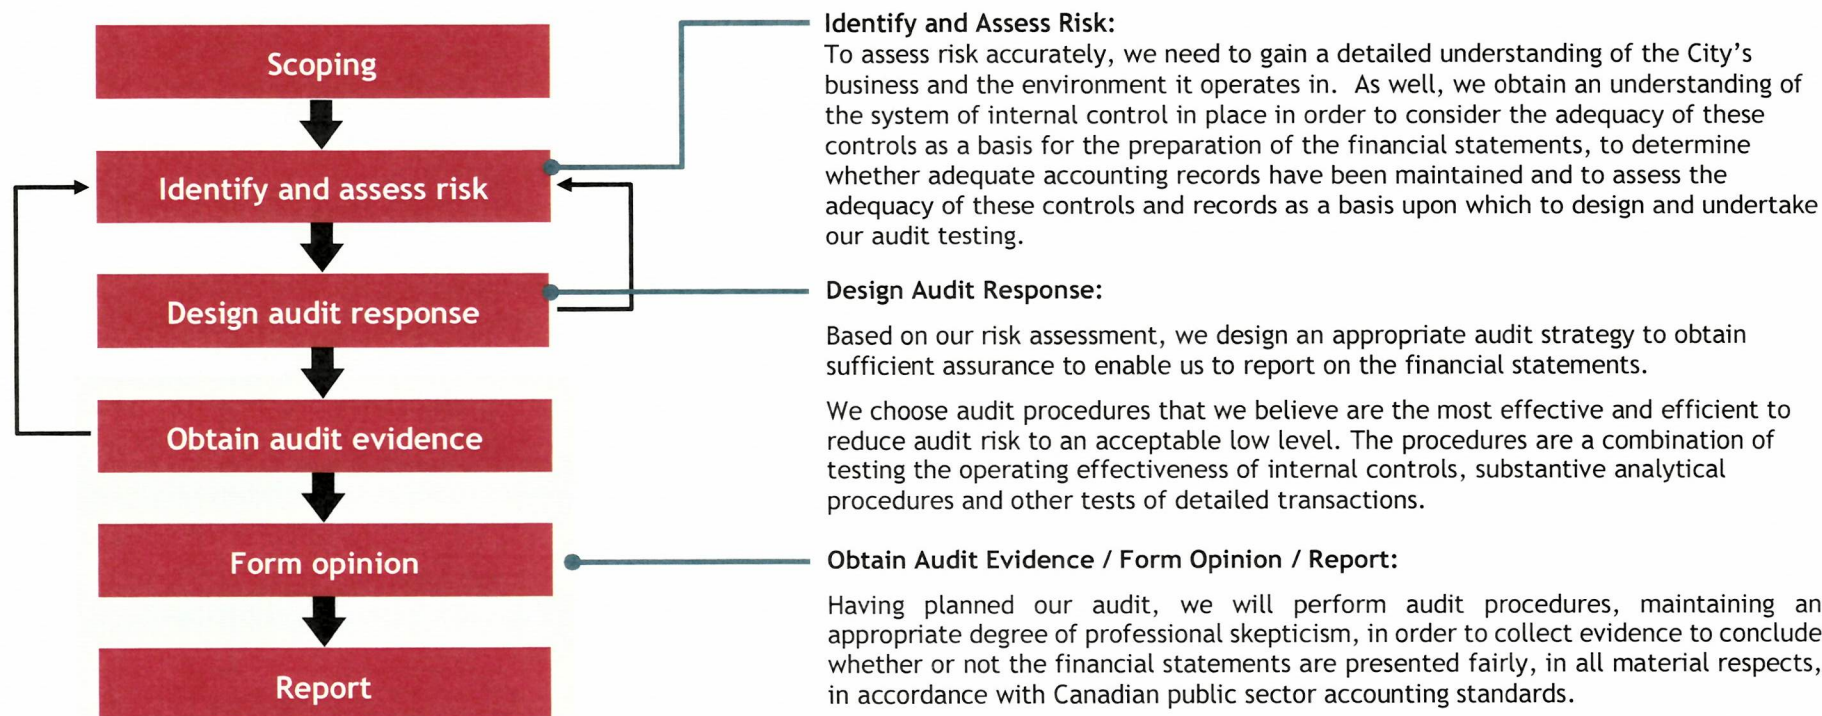 Scoping
Identify and assess risk
Design audit response
Obtain audit evidence
Form opinion
Report
Identify and Assess Risk:
To assess risk accurately, we need to gain a detailed understanding of the City's
business and the environment it operates in.  As well, we obtain an understanding of
the system of internal control in place in order to consider the adequacy of these
controls as a basis for the preparation of the financial statements, to determine
whether adequate accounting records have been maintained and to assess the
adequacy of these controls and records as a basis upon which to design and undertake
our audit testing.
Design Audit Response:
Based on our risk assessment, we design an appropriate audit strategy to obtain
sufficient assurance to enable us to report on the financial statements.
We choose audit procedures that we believe are the most effective and efficient to
reduce audit risk to an acceptable low level. The procedures are a combination of
testing the operating effectiveness of internal controls, substantive analytical
procedures and other tests of detailed transactions.
Obtain Audit Evidence / Form Opinion / Report:
Having planned our audit, we will perform audit procedures, maintaining an
appropriate degree of professional skepticism, in order to collect evidence to conclude
whether or not the financial statements are presented fairly, in all material respects,
in accordance with Canadian public sector accounting standards.